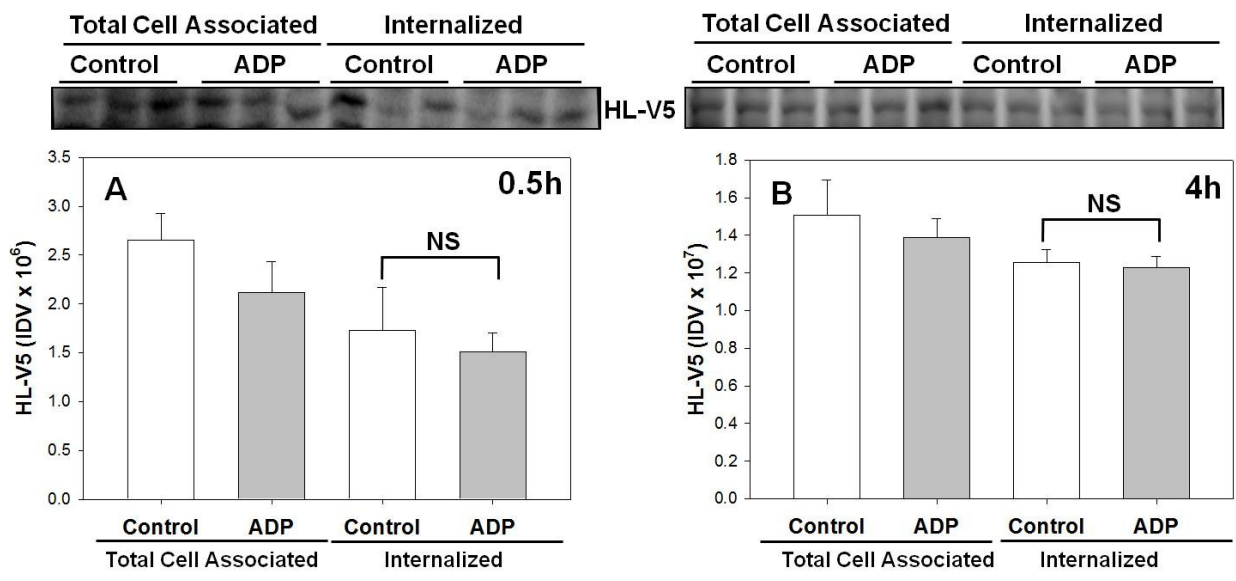 Total Cell Associated Internalized
Control ADP Control ADP
HL-V5
Total Cell Associated Internalized
Control ADP Control ADP
A 0.5h
HL-V5 (IDV x 10⁶)
3.5
3.0
2.5
2.0
1.5
1.0
0.5
0.0
NS
Control ADP Control ADP
Total Cell Associated Internalized
B 4h
HL-V5 (IDV x 10⁷)
1.8
1.6
1.4
1.2
1.0
0.8
0.6
0.4
0.2
0.0
NS
Control ADP Control ADP
Total Cell Associated Internalized